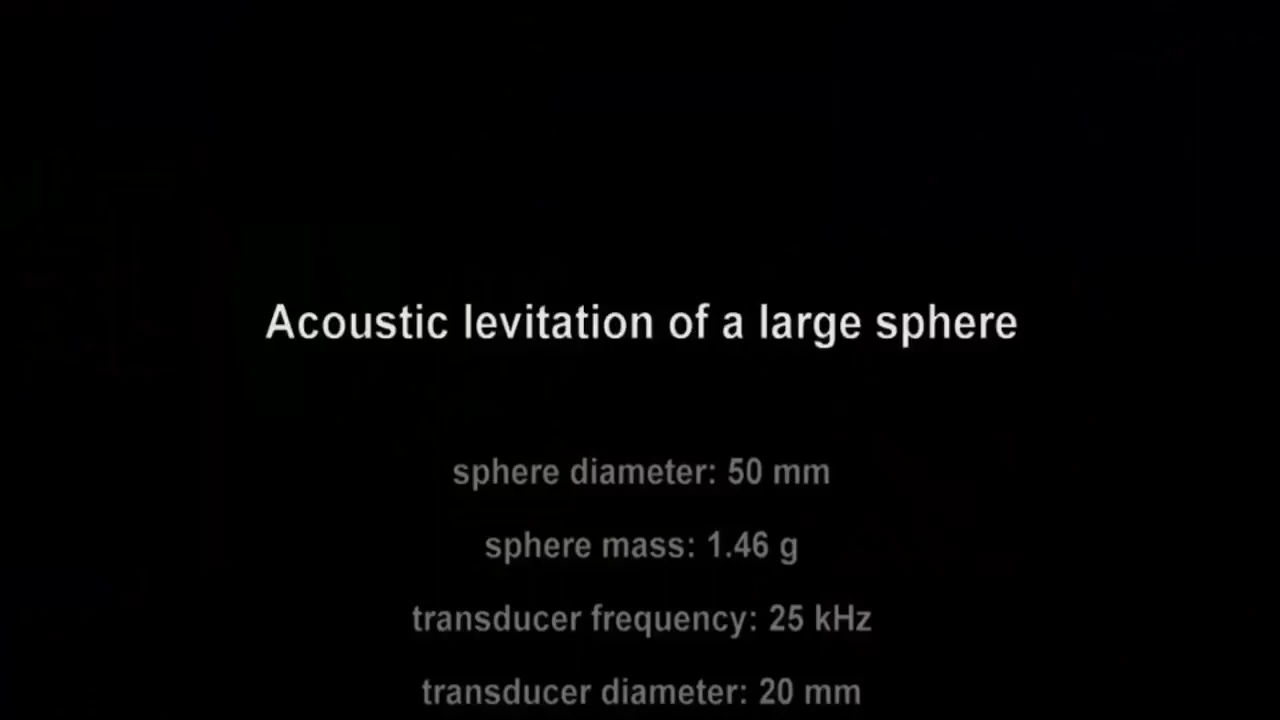 Acoustic levitation of a large sphere
sphere diameter: 50 mm
sphere mass: 1.46 g
transducer frequency: 25 kHz
transducer diameter: 20 mm